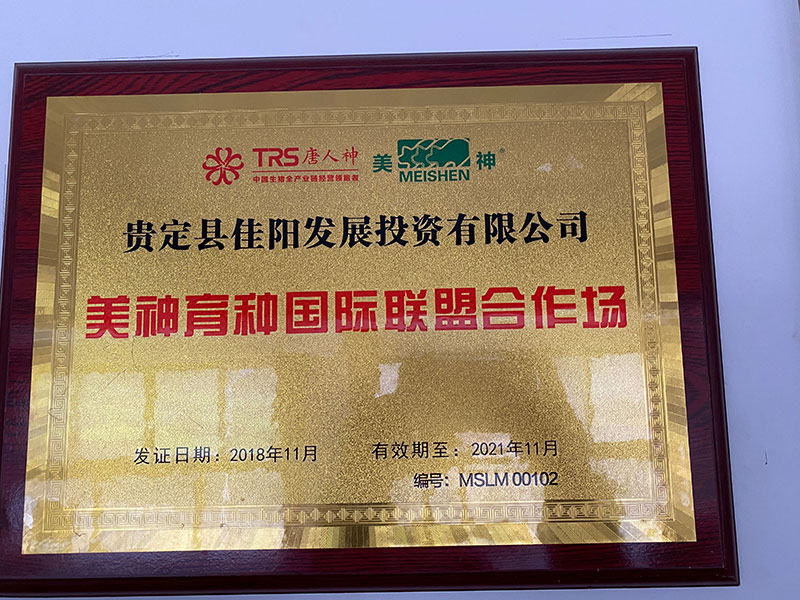 TRS 唐人神 美 MEISHEN 神®
中国生猪全产业链经营领跑者
贵定县佳阳发展投资有限公司
美神育种国际联盟合作场
发证日期：2018年11月 有效期至：2021年11月
编号：MSLM 00102